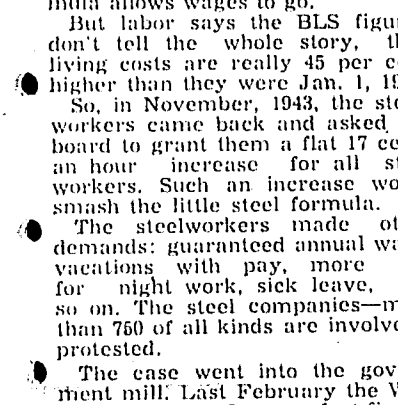 mula allows wages to go.
But labor says the BLS figu
don't tell the whole story, t
living costs are really 45 per c
higher than they were Jan. 1, 19
So, in November, 1943, the ste
workers came back and asked
board to grant them a flat 17 ce
an hour increase for all st
workers. Such an increase wo
smash the little steel formula.
The steelworkers made ot
demands: guaranteed annual wa
vacations with pay, more
for night work, sick leave,
so on. The steel companies—m
than 750 of all kinds are involve
protested.
The case went into the gov
ment mill. Last February the W